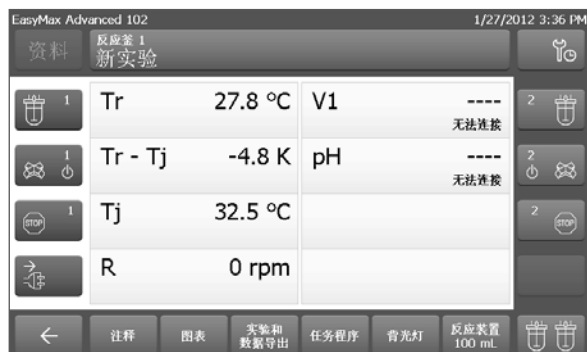 EasyMax Advanced 102
1/27/2012 3:36 PM
资料
反应釜 1
新实验
1
Tr
27.8 °C
V1
----
无法连接
2
1
Tr - Tj
-4.8 K
pH
----
无法连接
2
STOP
1
Tj
32.5 °C
2
STOP
R
0 rpm
注释
图表
实验和
数据导出
任务程序
背光灯
反应装置
100 mL